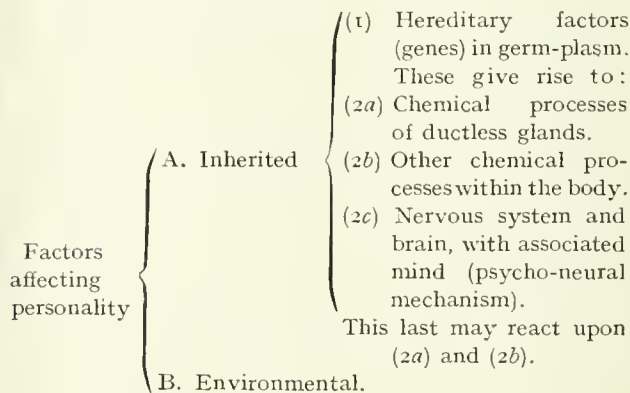 (1) Hereditary factors
(genes) in germ-plasm.
These give rise to:
(2a) Chemical processes
of ductless glands.
A. Inherited
(2b) Other chemical pro-
cesses within the body.
(2c) Nervous system and
brain, with associated
mind (psycho-neural
mechanism).
Factors
affecting
personality
This last may react upon
(2a) and (2b).
B. Environmental.